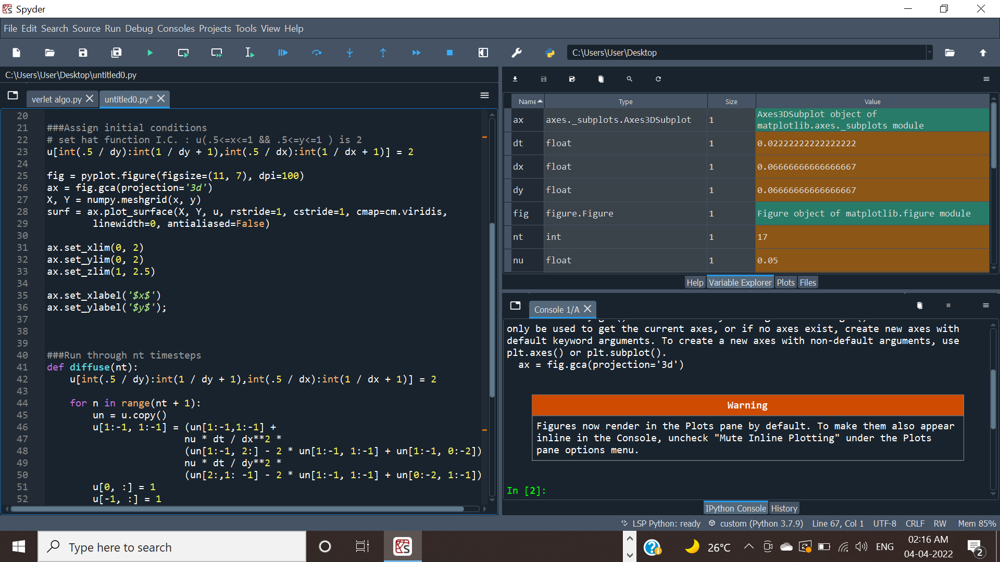 Spyder
File Edit Search Source Run Debug Consoles Projects Tools View Help
C:\Users\User\Desktop
C:\Users\User\Desktop\untitled0.py
verlet algo.py
untitled0.py*
20
21 ###Assign initial conditions
22 # set hat function I.C. : u(.5<=x<=1 && .5<=y<=1 ) is 2
23 u[int(.5 / dy):int(1 / dy + 1),int(.5 / dx):int(1 / dx + 1)] = 2
24
25 fig = pyplot.figure(figsize=(11, 7), dpi=100)
26 ax = fig.gca(projection='3d')
27 X, Y = numpy.meshgrid(x, y)
28 surf = ax.plot_surface(X, Y, u, rstride=1, cstride=1, cmap=cm.viridis,
29         linewidth=0, antialiased=False)
30
31 ax.set_xlim(0, 2)
32 ax.set_ylim(0, 2)
33 ax.set_zlim(1, 2.5)
34
35 ax.set_xlabel('$x$')
36 ax.set_ylabel('$y$');
37
38
39
40 ###Run through nt timesteps
41 def diffuse(nt):
42     u[int(.5 / dy):int(1 / dy + 1),int(.5 / dx):int(1 / dx + 1)] = 2
43
44     for n in range(nt + 1):
45         un = u.copy()
46         u[1:-1, 1:-1] = (un[1:-1,1:-1] +
47                         nu * dt / dx**2 *
48                         (un[1:-1, 2:] - 2 * un[1:-1, 1:-1] + un[1:-1, 0:-2])
49                         nu * dt / dy**2 *
50                         (un[2:,1: -1] - 2 * un[1:-1, 1:-1] + un[0:-2, 1:-1])
51         u[0, :] = 1
52         u[-1, :] = 1
Name Type Size Value
ax axes._subplots.Axes3DSubplot 1 Axes3DSubplot object of
matplotlib.axes._subplots module
dt float 1 0.02222222222222222
dx float 1 0.06666666666666667
dy float 1 0.06666666666666667
fig figure.Figure 1 Figure object of matplotlib.figure module
nt int 1 17
nu float 1 0.05
Help Variable Explorer Plots Files
Console 1/A
only be used to get the current axes, or if no axes exist, create new axes with
default keyword arguments. To create a new axes with non-default arguments, use
plt.axes() or plt.subplot().
  ax = fig.gca(projection='3d')
Warning
Figures now render in the Plots pane by default. To make them also appear
inline in the Console, uncheck "Mute Inline Plotting" under the Plots
pane options menu.
In [2]:
IPython Console History
LSP Python: ready custom (Python 3.7.9) Line 67, Col 1 UTF-8 CRLF RW Mem 85%
Type here to search
26°C
ENG
02:16 AM
04-04-2022
2